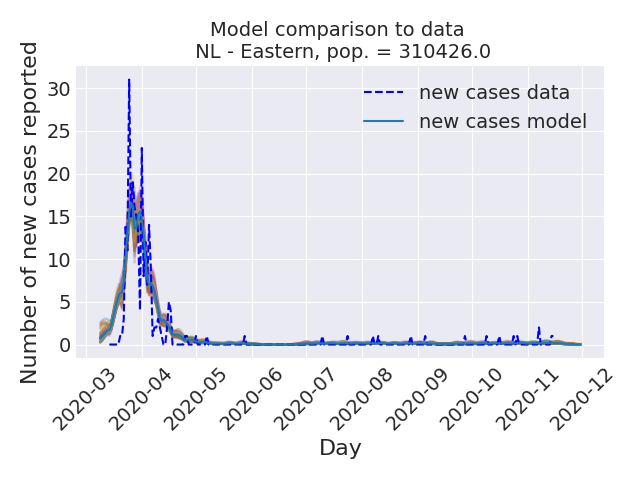 Model comparison to data
NL - Eastern, pop. = 310426.0
Number of new cases reported
30
25
20
15
10
5
0
new cases data
new cases model
2020-03
2020-04
2020-05
2020-06
2020-07
2020-08
2020-09
2020-10
2020-11
2020-12
Day